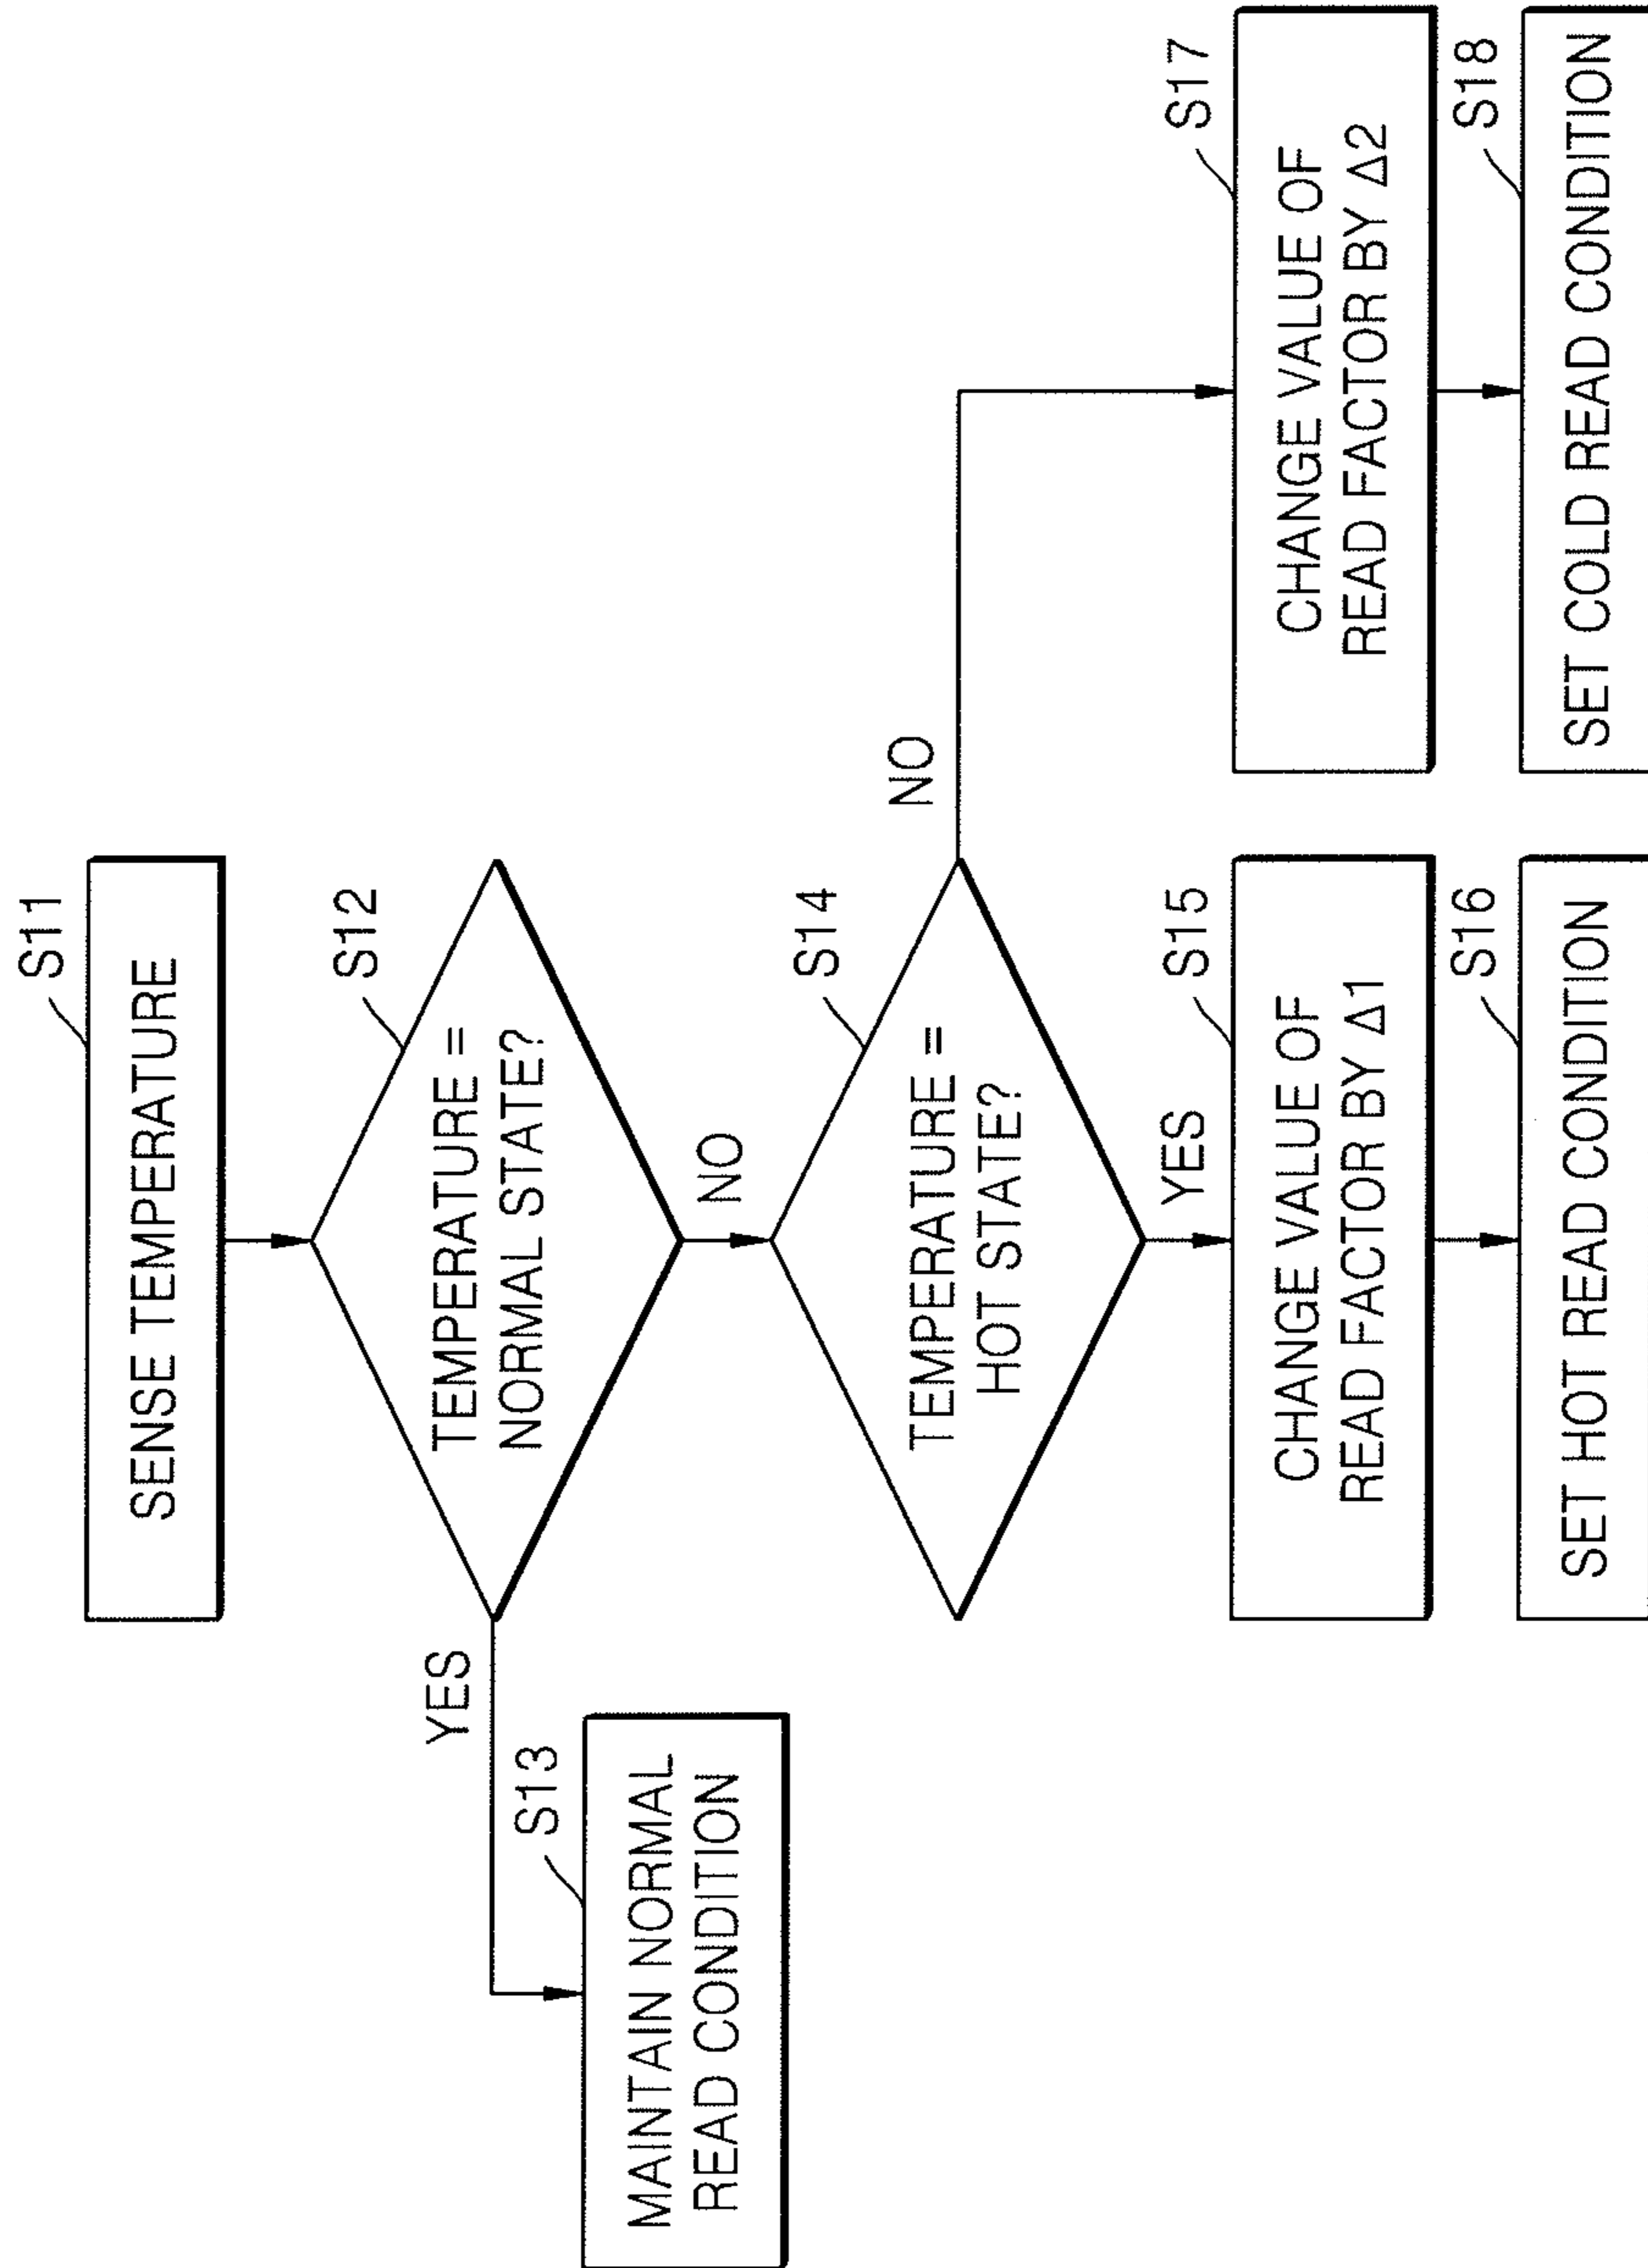 S11
SENSE TEMPERATURE
S12
TEMPERATURE =
NORMAL STATE?
YES
S13
MAINTAIN NORMAL
READ CONDITION
NO
S14
TEMPERATURE =
HOT STATE?
NO
YES
S15
CHANGE VALUE OF
READ FACTOR BY Δ1
S16
SET HOT READ CONDITION
S17
CHANGE VALUE OF
READ FACTOR BY Δ2
S18
SET COLD READ CONDITION